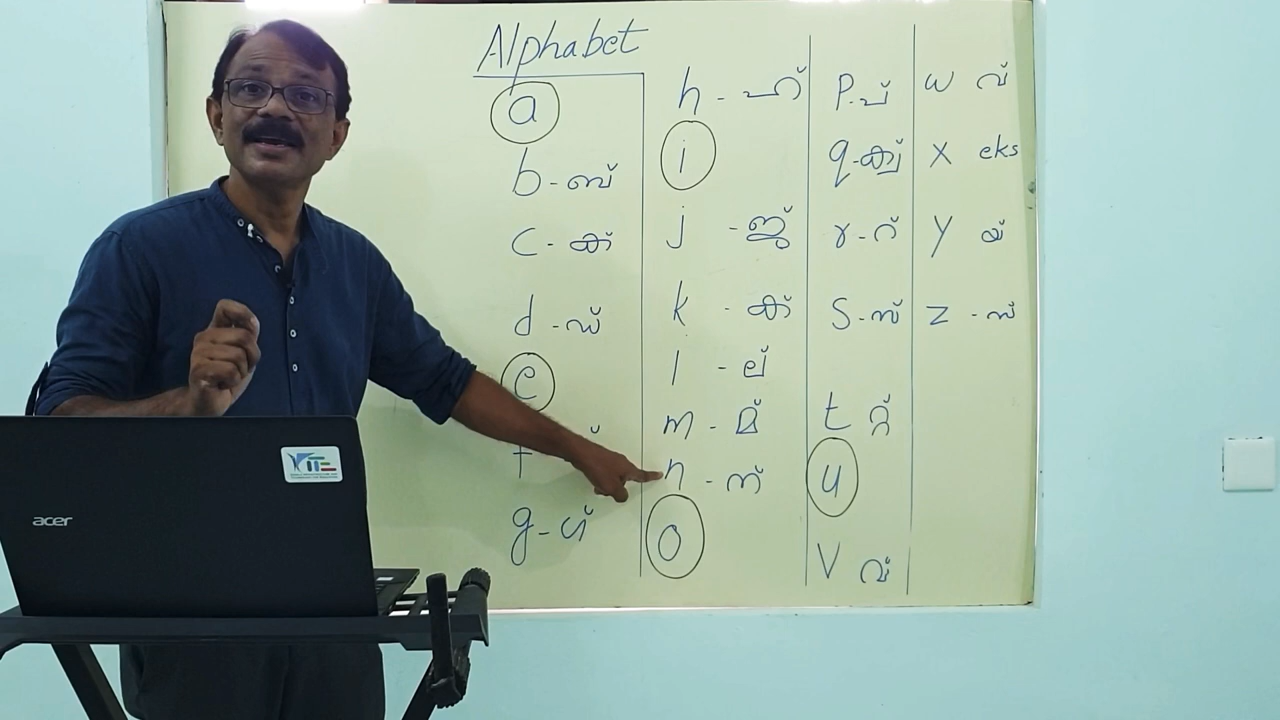 Alphabet
a
b - ബ്
c - ക്
d - ഡ്
e
f
g - ഗ്
h - ഹ്
i
j - ജ്
k - ക്
l - ല്
m - മ്
n - ന്
o
p - പ്
q - ക്വ്
r - റ്
s - സ്
t റ്റ്
u
v വ്
w വ്
x eks
y യ്
z - സ്
acer